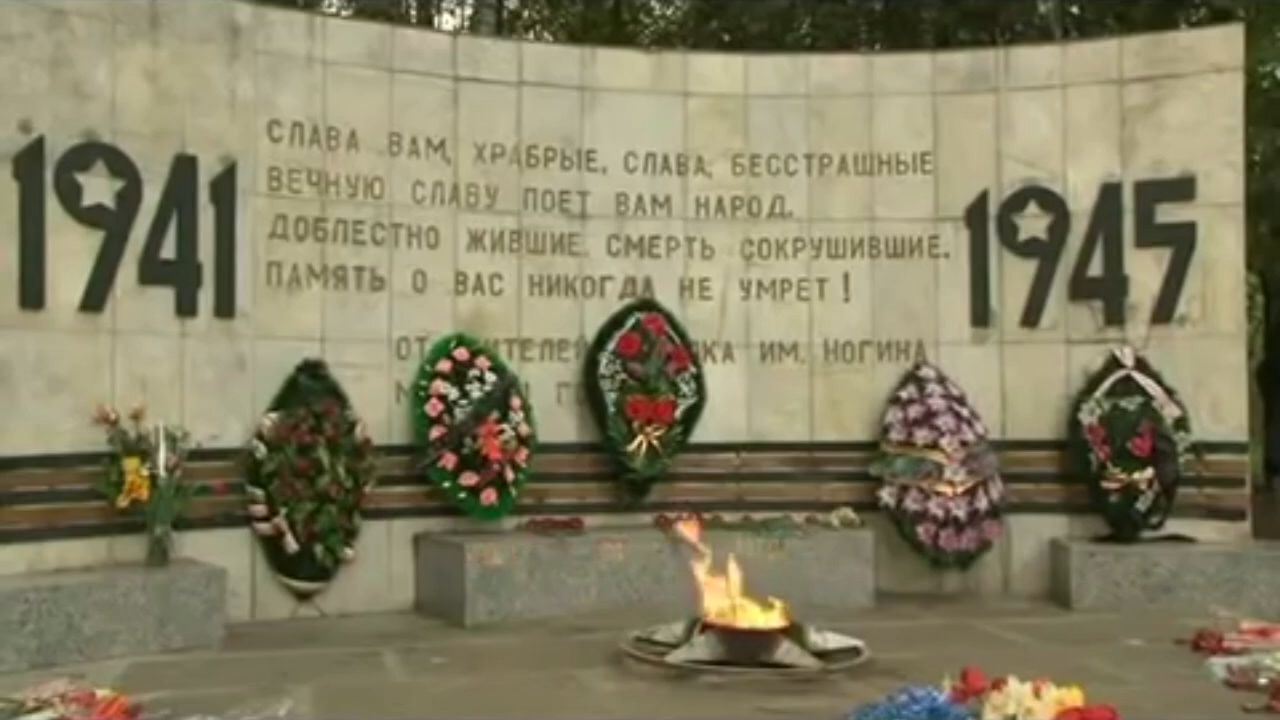 1941
СЛАВА ВАМ, ХРАБРЫЕ, СЛАВА, БЕССТРАШНЫЕ
ВЕЧНУЮ СЛАВУ ПОЕТ ВАМ НАРОД.
ДОБЛЕСТНО ЖИВШИЕ. СМЕРТЬ СОКРУШИВШИЕ.
ПАМЯТЬ О ВАС НИКОГДА НЕ УМРЕТ!
ОТ ИМ. НОГИНА
1945